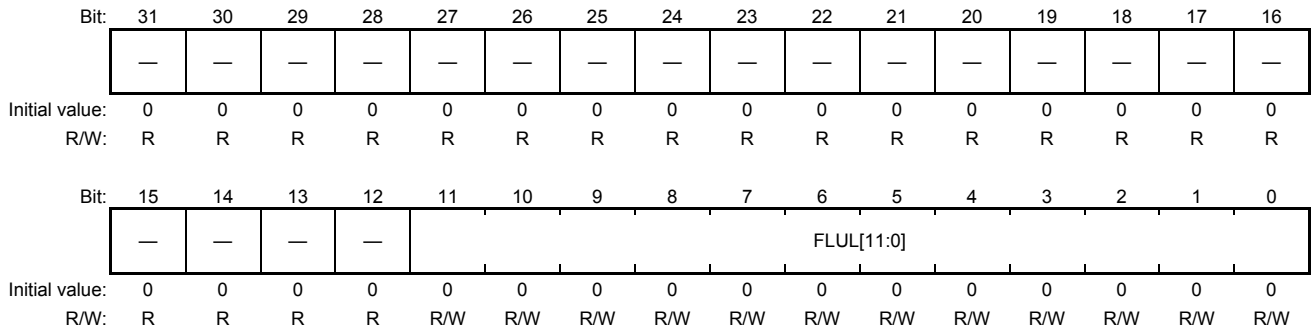 Bit: 31 30 29 28 27 26 25 24 23 22 21 20 19 18 17 16
— — — — — — — — — — — — — — — —
Initial value: 0 0 0 0 0 0 0 0 0 0 0 0 0 0 0 0
R/W: R R R R R R R R R R R R R R R R
Bit: 15 14 13 12 11 10 9 8 7 6 5 4 3 2 1 0
— — — — FLUL[11:0]
Initial value: 0 0 0 0 0 0 0 0 0 0 0 0 0 0 0 0
R/W: R R R R R/W R/W R/W R/W R/W R/W R/W R/W R/W R/W R/W R/W